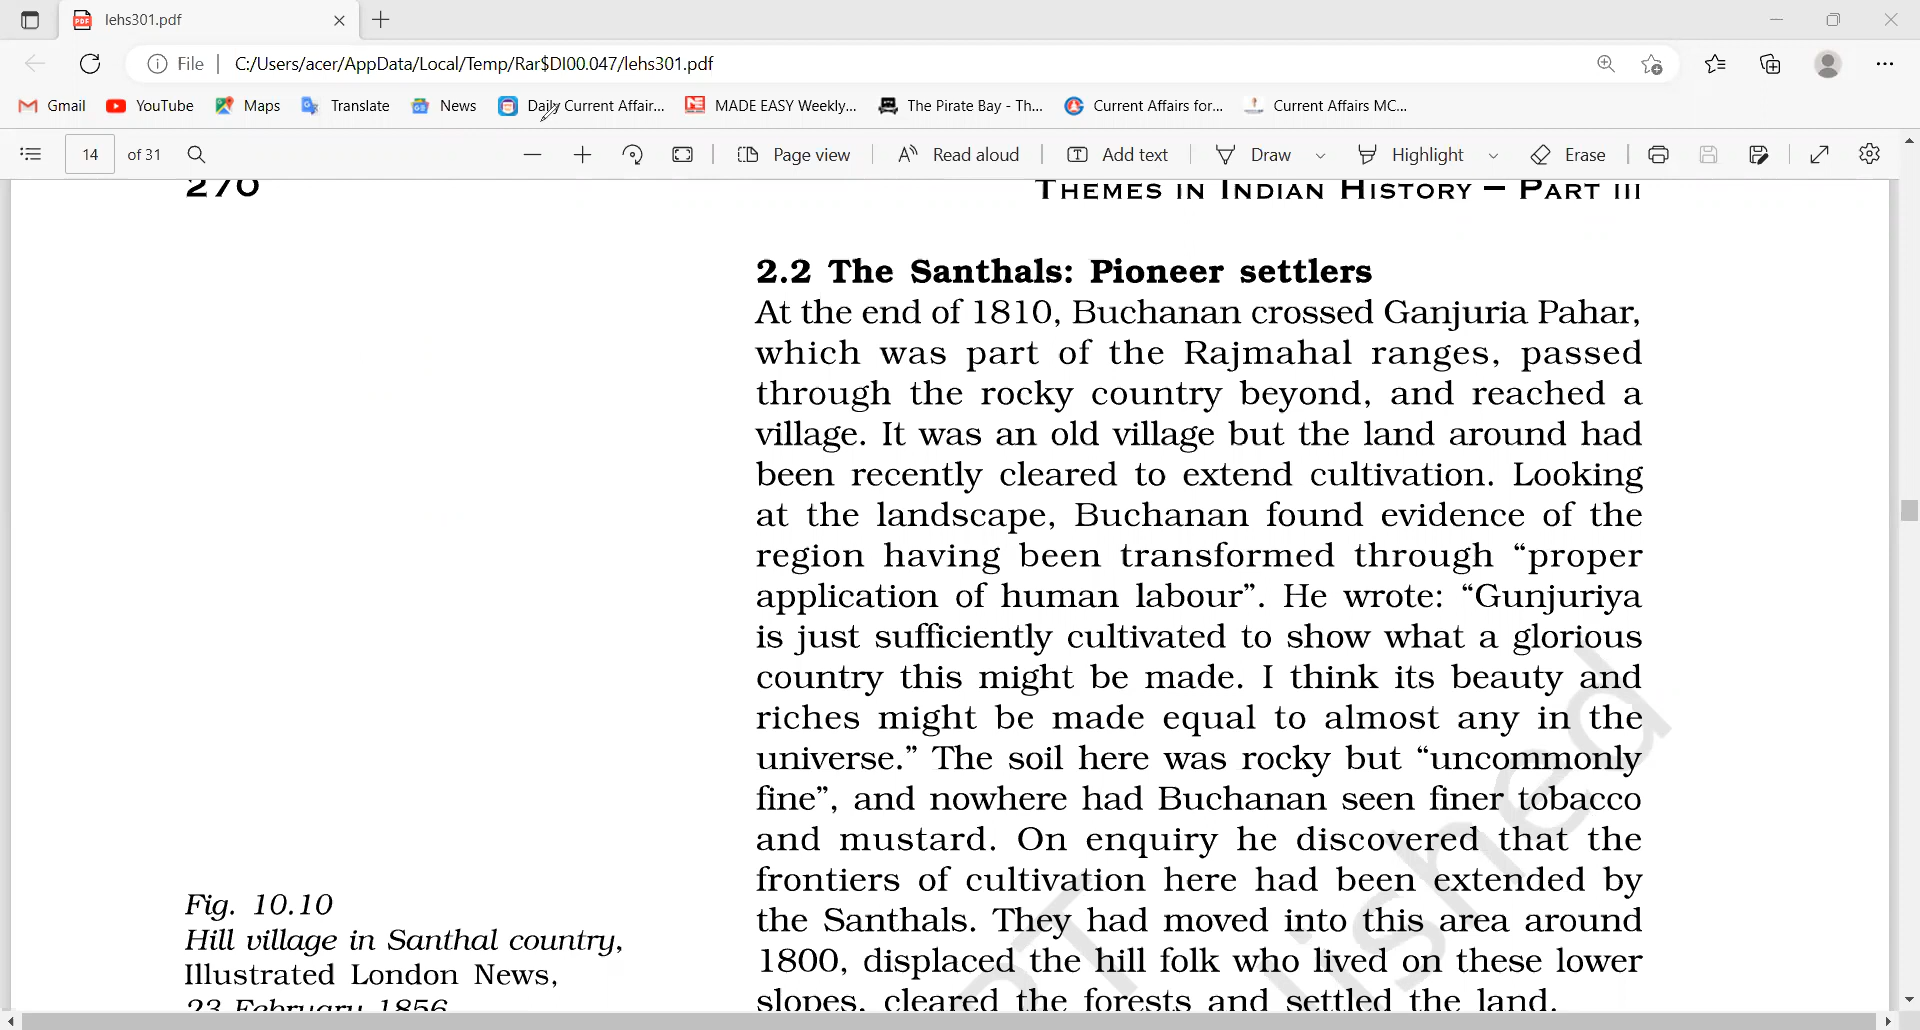 lehs301.pdf
File C:/Users/acer/AppData/Local/Temp/Rar$DI00.047/lehs301.pdf
Gmail YouTube Maps Translate News Daily Current Affair... MADE EASY Weekly... The Pirate Bay - Th... Current Affairs for... Current Affairs MC...
14 of 31 Page view Read aloud Add text Draw Highlight Erase
270 THEMES IN INDIAN HISTORY – PART III
2.2 The Santhals: Pioneer settlers
At the end of 1810, Buchanan crossed Ganjuria Pahar,
which was part of the Rajmahal ranges, passed
through the rocky country beyond, and reached a
village. It was an old village but the land around had
been recently cleared to extend cultivation. Looking
at the landscape, Buchanan found evidence of the
region having been transformed through “proper
application of human labour”. He wrote: “Gunjuriya
is just sufficiently cultivated to show what a glorious
country this might be made. I think its beauty and
riches might be made equal to almost any in the
universe.” The soil here was rocky but “uncommonly
fine”, and nowhere had Buchanan seen finer tobacco
and mustard. On enquiry he discovered that the
frontiers of cultivation here had been extended by
the Santhals. They had moved into this area around
1800, displaced the hill folk who lived on these lower
slopes, cleared the forests and settled the land.
Fig. 10.10
Hill village in Santhal country,
Illustrated London News,
23 February 1856